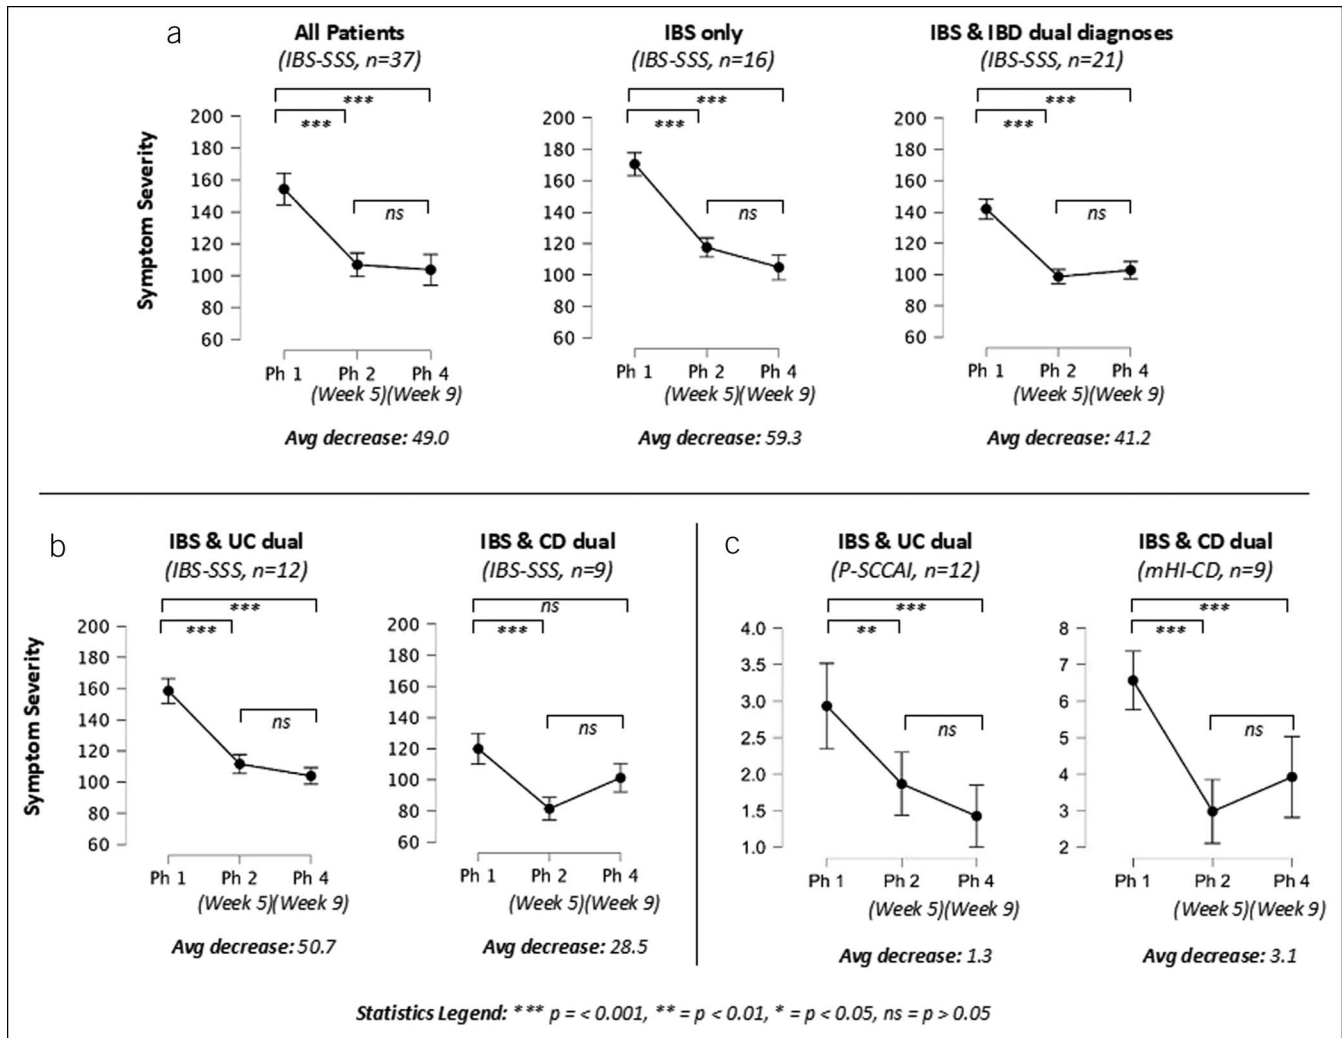 a
All Patients
(IBS-SSS, n=37)
IBS only
(IBS-SSS, n=16)
IBS & IBD dual diagnoses
(IBS-SSS, n=21)
***
***
ns
***
***
ns
***
***
ns
Symptom Severity
200
180
160
140
120
100
80
60
200
180
160
140
120
100
80
60
200
180
160
140
120
100
80
60
Ph 1 Ph 2 Ph 4
(Week 5)(Week 9)
Ph 1 Ph 2 Ph 4
(Week 5)(Week 9)
Ph 1 Ph 2 Ph 4
(Week 5)(Week 9)
Avg decrease: 49.0
Avg decrease: 59.3
Avg decrease: 41.2
b
IBS & UC dual
(IBS-SSS, n=12)
IBS & CD dual
(IBS-SSS, n=9)
***
***
ns
ns
***
ns
Symptom Severity
200
180
160
140
120
100
80
60
200
180
160
140
120
100
80
60
Ph 1 Ph 2 Ph 4
(Week 5)(Week 9)
Ph 1 Ph 2 Ph 4
(Week 5)(Week 9)
Avg decrease: 50.7
Avg decrease: 28.5
c
IBS & UC dual
(P-SCCAI, n=12)
IBS & CD dual
(mHI-CD, n=9)
***
**
ns
***
***
ns
4.0
3.5
3.0
2.5
2.0
1.5
1.0
8
7
6
5
4
3
2
Ph 1 Ph 2 Ph 4
(Week 5)(Week 9)
Ph 1 Ph 2 Ph 4
(Week 5)(Week 9)
Avg decrease: 1.3
Avg decrease: 3.1
Statistics Legend: *** p = < 0.001, ** = p < 0.01, * = p < 0.05, ns = p > 0.05